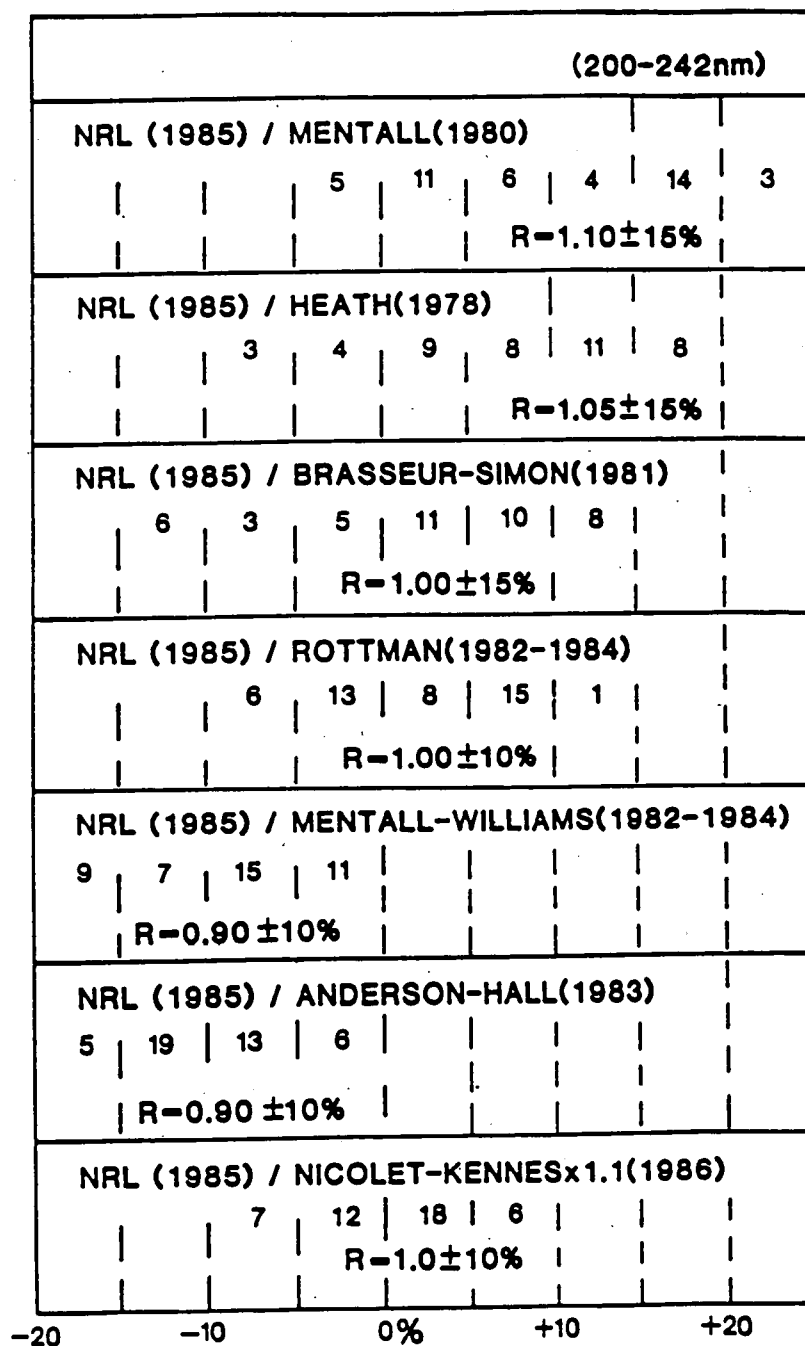 (200-242nm)
NRL (1985) / MENTALL(1980)
5 11 6 4 14 3
R=1.10±15%
NRL (1985) / HEATH(1978)
3 4 9 8 11 8
R=1.05±15%
NRL (1985) / BRASSEUR-SIMON(1981)
6 3 5 11 10 8
R=1.00±15%
NRL (1985) / ROTTMAN(1982-1984)
6 13 8 15 1
R=1.00±10%
NRL (1985) / MENTALL-WILLIAMS(1982-1984)
9 7 15 11
R=0.90±10%
NRL (1985) / ANDERSON-HALL(1983)
5 19 13 6
R=0.90±10%
NRL (1985) / NICOLET-KENNESx1.1(1986)
7 12 18 6
R=1.0±10%
-20 -10 0% +10 +20